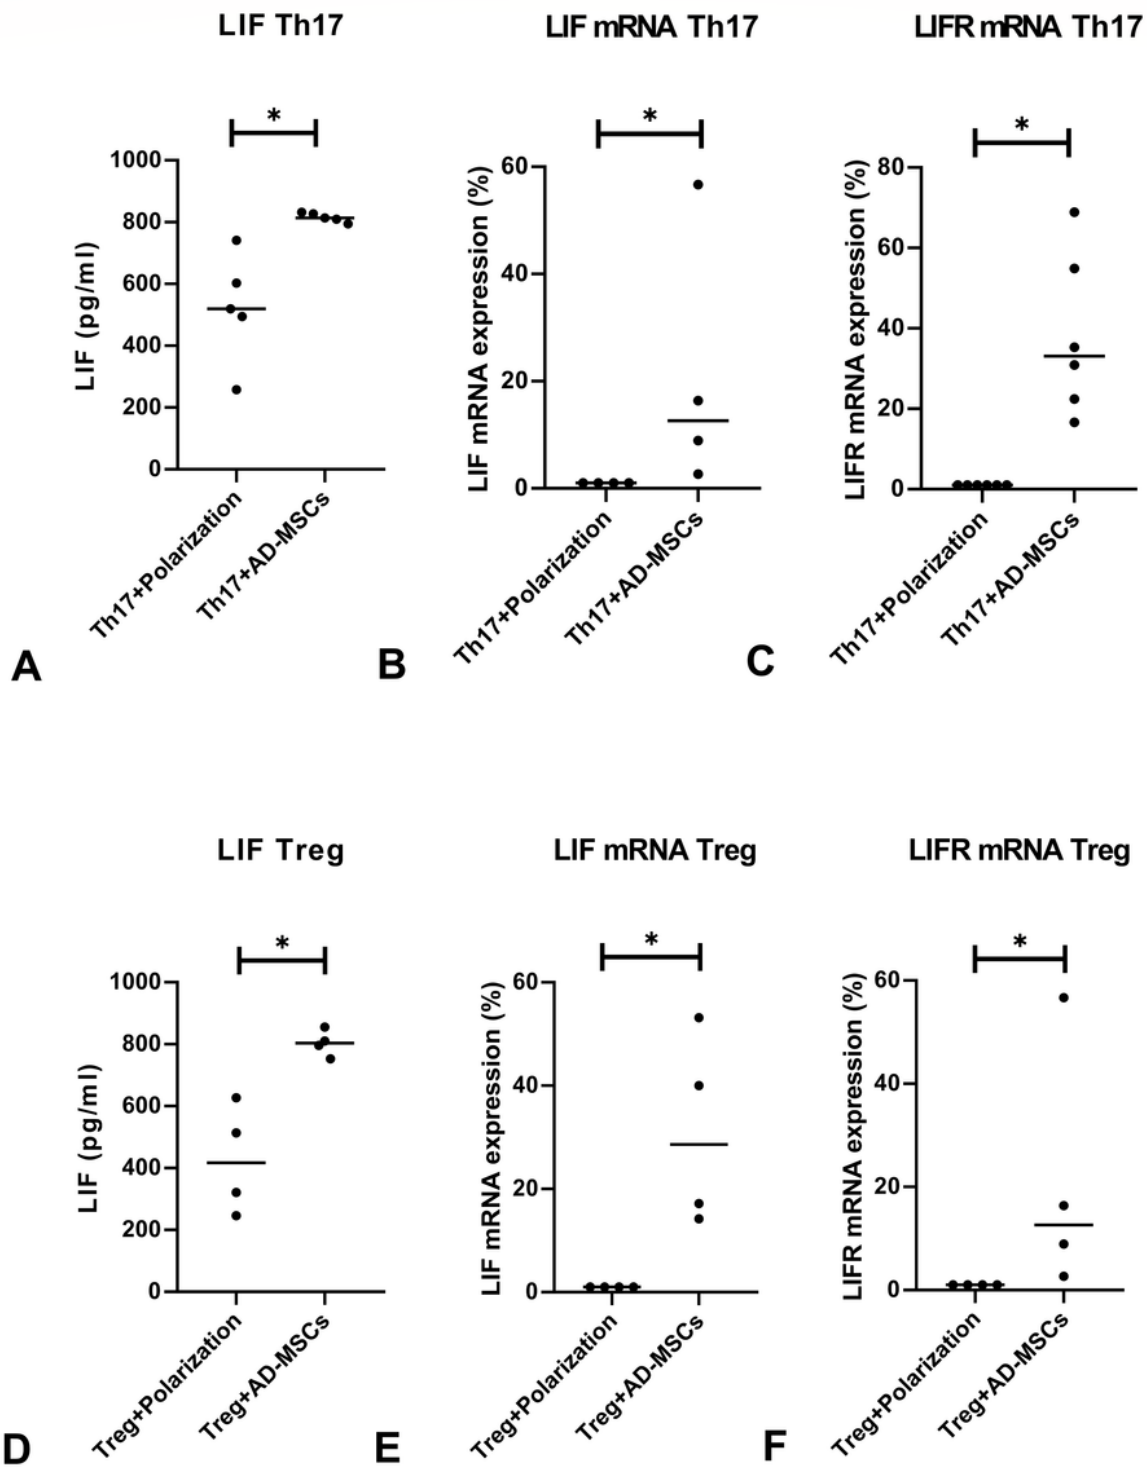 LIF Th17
*
1000
800
600
400
200
0
LIF (pg/ml)
Th17+Polarization
Th17+AD-MSCs
A
LIF mRNA Th17
*
60
40
20
0
LIF mRNA expression (%)
Th17+Polarization
Th17+AD-MSCs
B
LIFR mRNA Th17
*
80
60
40
20
0
LIFR mRNA expression (%)
Th17+Polarization
Th17+AD-MSCs
C
LIF Treg
*
1000
800
600
400
200
0
LIF (pg/ml)
Treg+Polarization
Treg+AD-MSCs
D
LIF mRNA Treg
*
60
40
20
0
LIF mRNA expression (%)
Treg+Polarization
Treg+AD-MSCs
E
LIFR mRNA Treg
*
60
40
20
0
LIFR mRNA expression (%)
Treg+Polarization
Treg+AD-MSCs
F